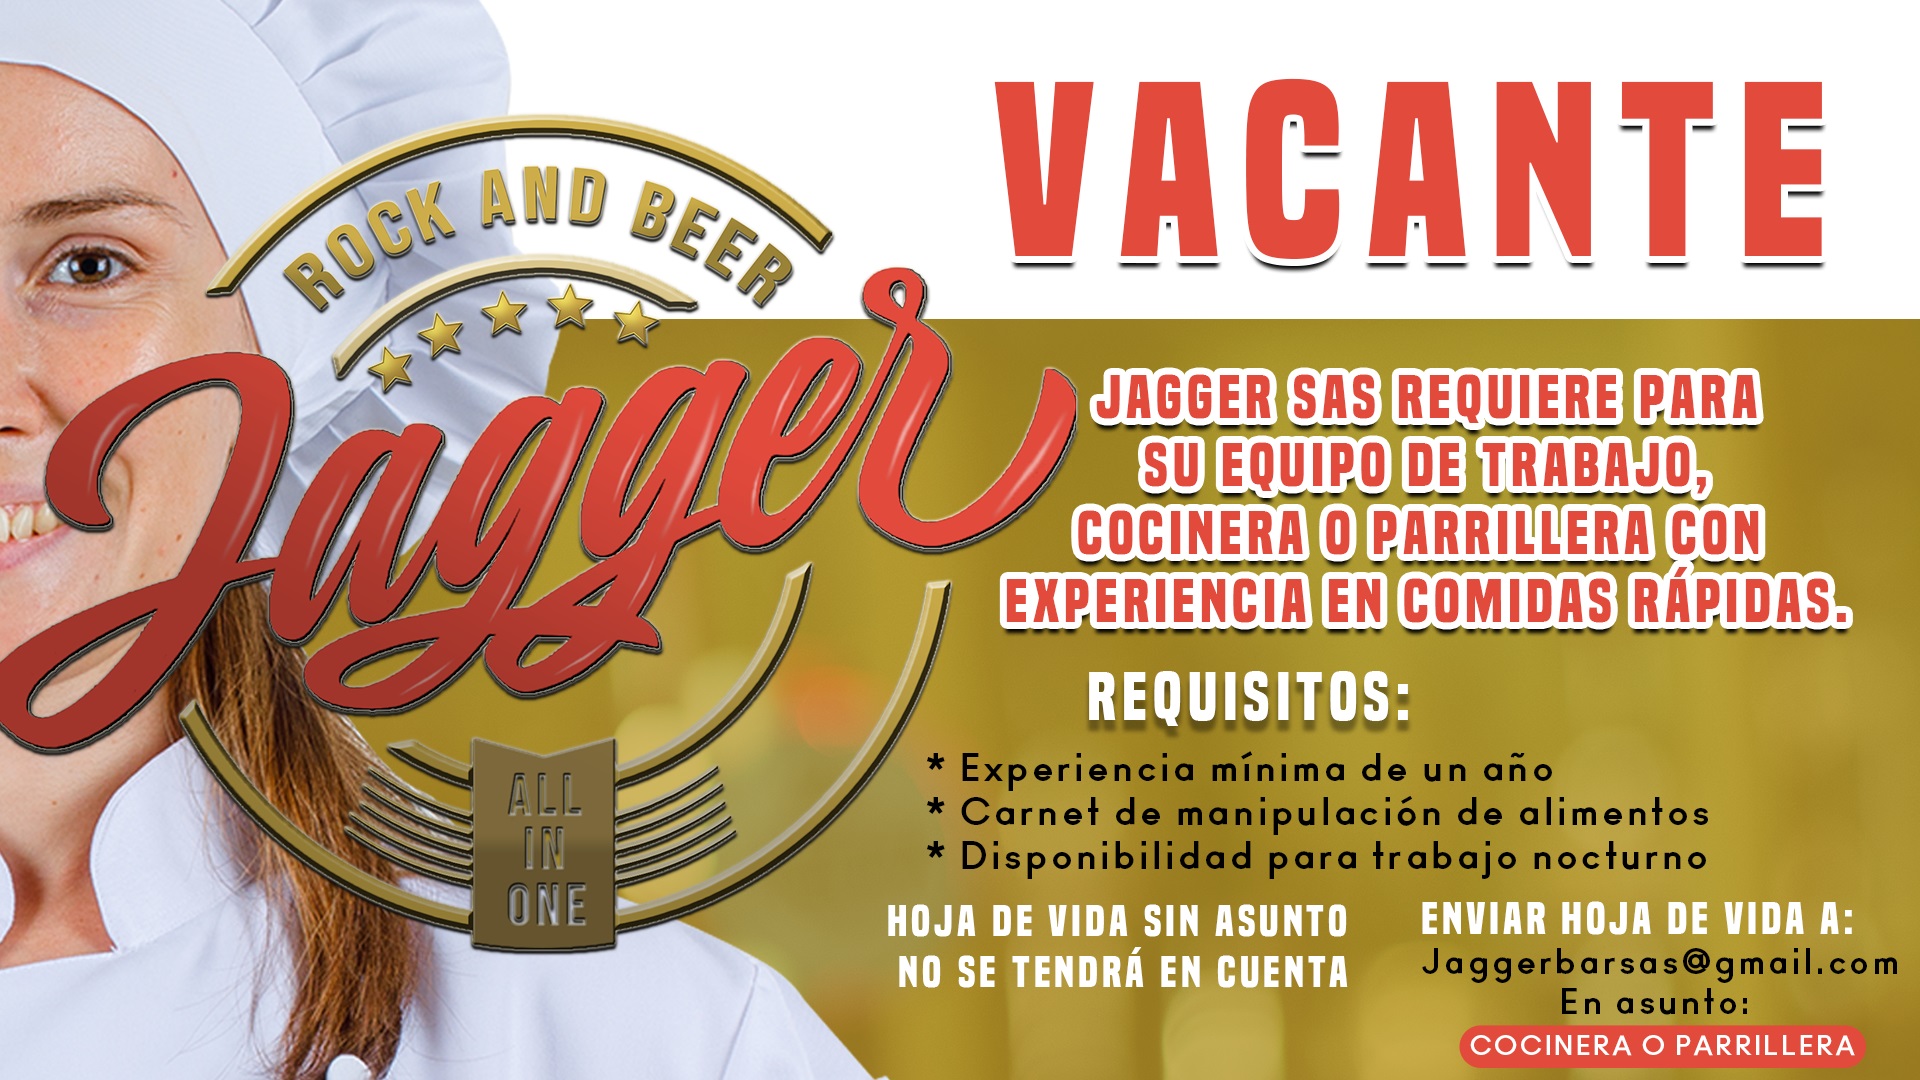 VACANTE
ROCK AND BEER
Jagger
ALL
IN
ONE
JAGGER SAS REQUIERE PARA
SU EQUIPO DE TRABAJO,
COCINERA O PARRILLERA CON
EXPERIENCIA EN COMIDAS RÁPIDAS.
REQUISITOS:
* Experiencia mínima de un año
* Carnet de manipulación de alimentos
* Disponibilidad para trabajo nocturno
HOJA DE VIDA SIN ASUNTO
NO SE TENDRÁ EN CUENTA
ENVIAR HOJA DE VIDA A:
Jaggerbarsas@gmail.com
En asunto:
COCINERA O PARRILLERA